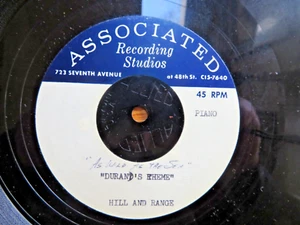 ASSOCIATED
Recording
Studios
723 SEVENTH AVENUE at 48th St. CI5-7640
45 RPM
PIANO
"DURAND'S THEME"
HILL AND RANGE